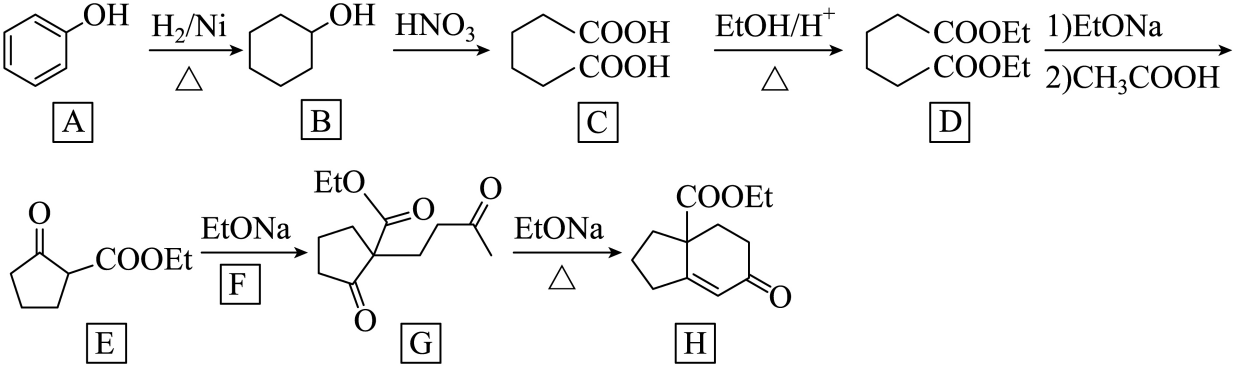 OH H₂/Ni △ OH HNO₃ COOH COOH EtOH/H⁺ △ COOEt COOEt 1)EtONa 2)CH₃COOH
A B C D
O COOEt EtONa F EtO O O O EtONa △ COOEt O
E G H